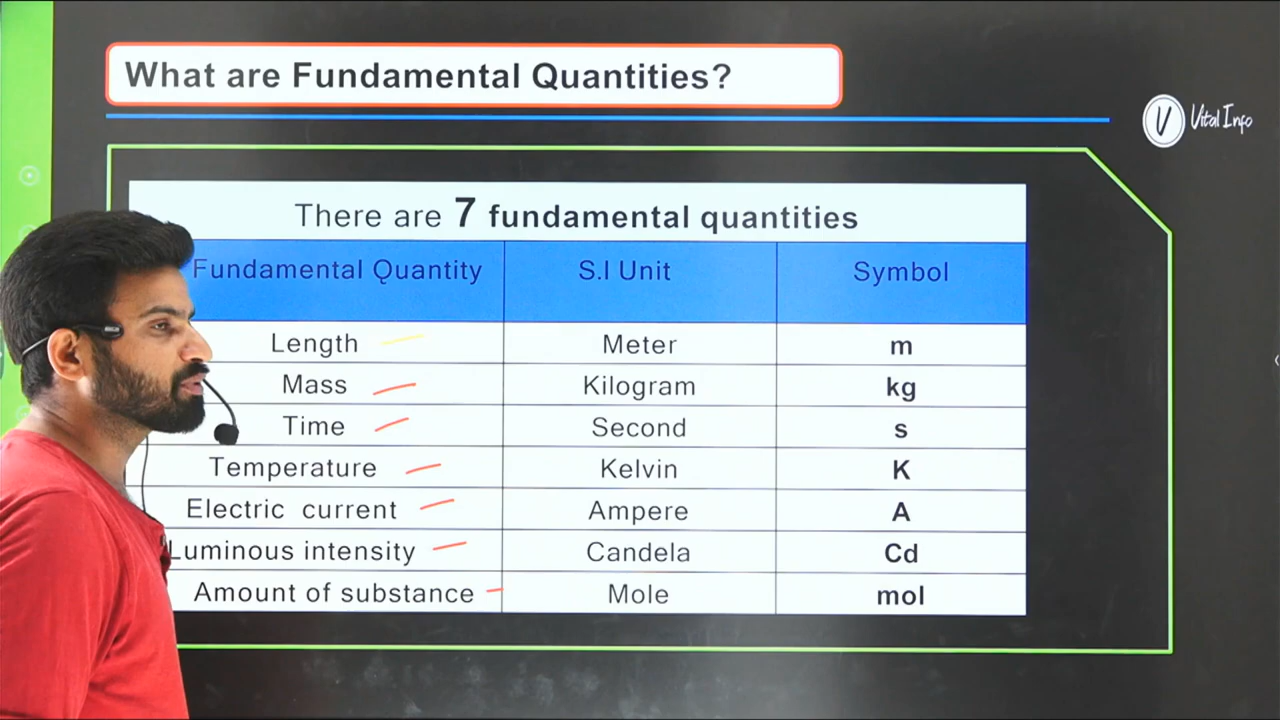 What are Fundamental Quantities?
V Vital Info
There are 7 fundamental quantities
Fundamental Quantity S.I Unit Symbol
Length Meter m
Mass Kilogram kg
Time Second s
Temperature Kelvin K
Electric current Ampere A
Luminous intensity Candela Cd
Amount of substance Mole mol